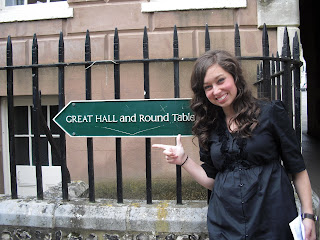 GREAT HALL and Round Table